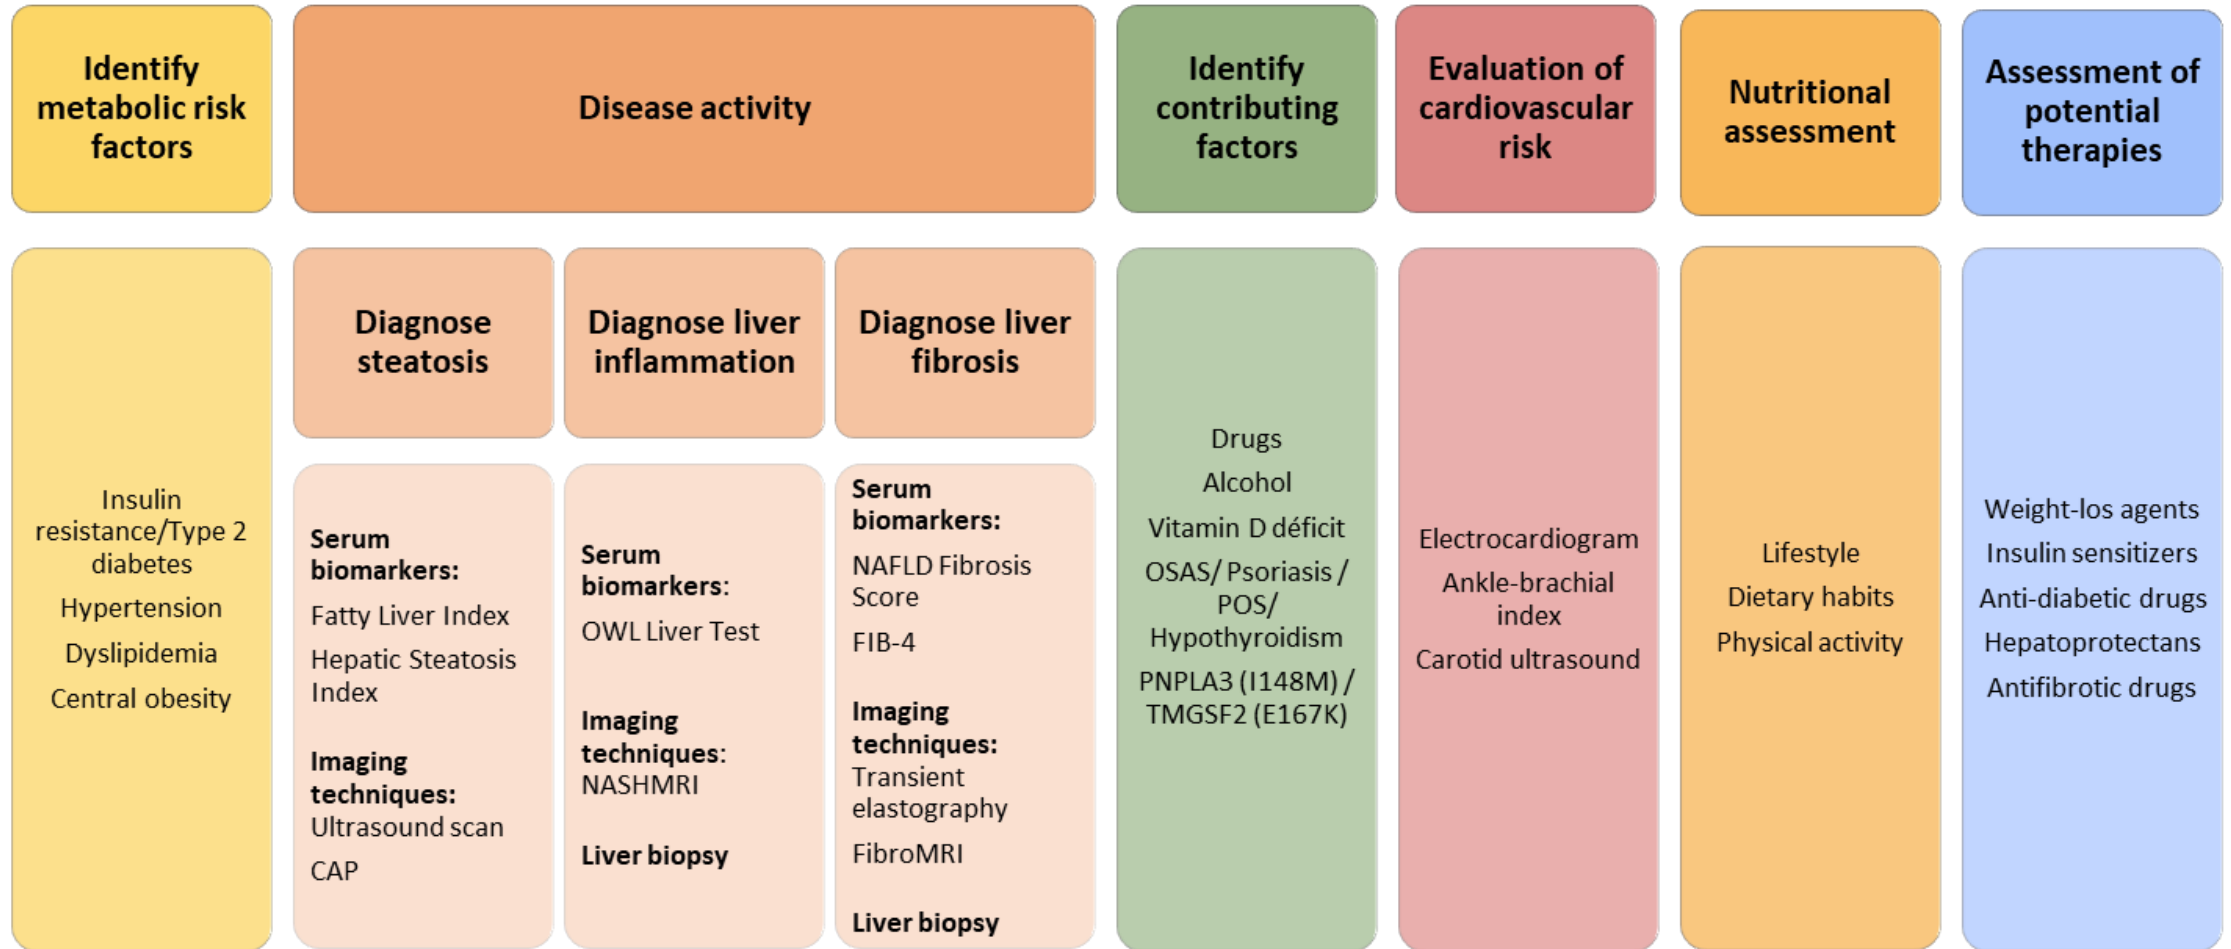 Identify
metabolic risk
factors
Disease activity
Identify
contributing
factors
Evaluation of
cardiovascular
risk
Nutritional
assessment
Assessment of
potential
therapies
Insulin
resistance/Type 2
diabetes
Hypertension
Dyslipidemia
Central obesity
Diagnose
steatosis
Serum
biomarkers:
Fatty Liver Index
Hepatic Steatosis
Index
Imaging
techniques:
Ultrasound scan
CAP
Diagnose liver
inflammation
Serum
biomarkers:
OWL Liver Test
Imaging
techniques:
NASHMRI
Liver biopsy
Diagnose liver
fibrosis
Serum
biomarkers:
NAFLD Fibrosis
Score
FIB-4
Imaging
techniques:
Transient
elastography
FibroMRI
Liver biopsy
Drugs
Alcohol
Vitamin D déficit
OSAS/ Psoriasis /
POS/
Hypothyroidism
PNPLA3 (I148M) /
TMGSF2 (E167K)
Electrocardiogram
Ankle-brachial
index
Carotid ultrasound
Lifestyle
Dietary habits
Physical activity
Weight-los agents
Insulin sensitizers
Anti-diabetic drugs
Hepatoprotectans
Antifibrotic drugs